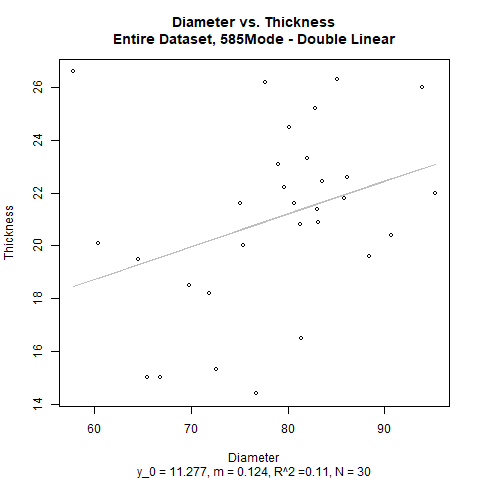 Diameter vs. Thickness
Entire Dataset, 585Mode - Double Linear
Thickness
26
24
22
20
18
16
14
60 70 80 90
Diameter
y_0 = 11.277, m = 0.124, R^2 =0.11, N = 30